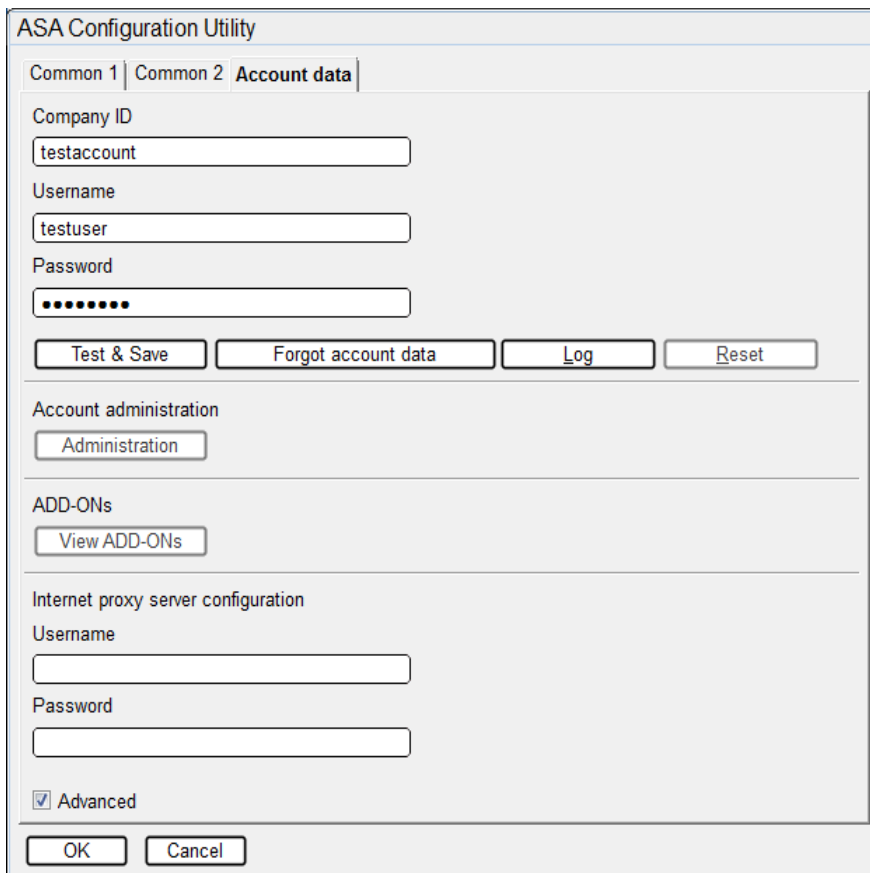 ASA Configuration Utility
Common 1 Common 2 Account data
Company ID
testaccount
Username
testuser
Password
••••••••
Test & Save Forgot account data Log Reset
Account administration
Administration
ADD-ONs
View ADD-ONs
Internet proxy server configuration
Username
Password
Advanced
OK Cancel